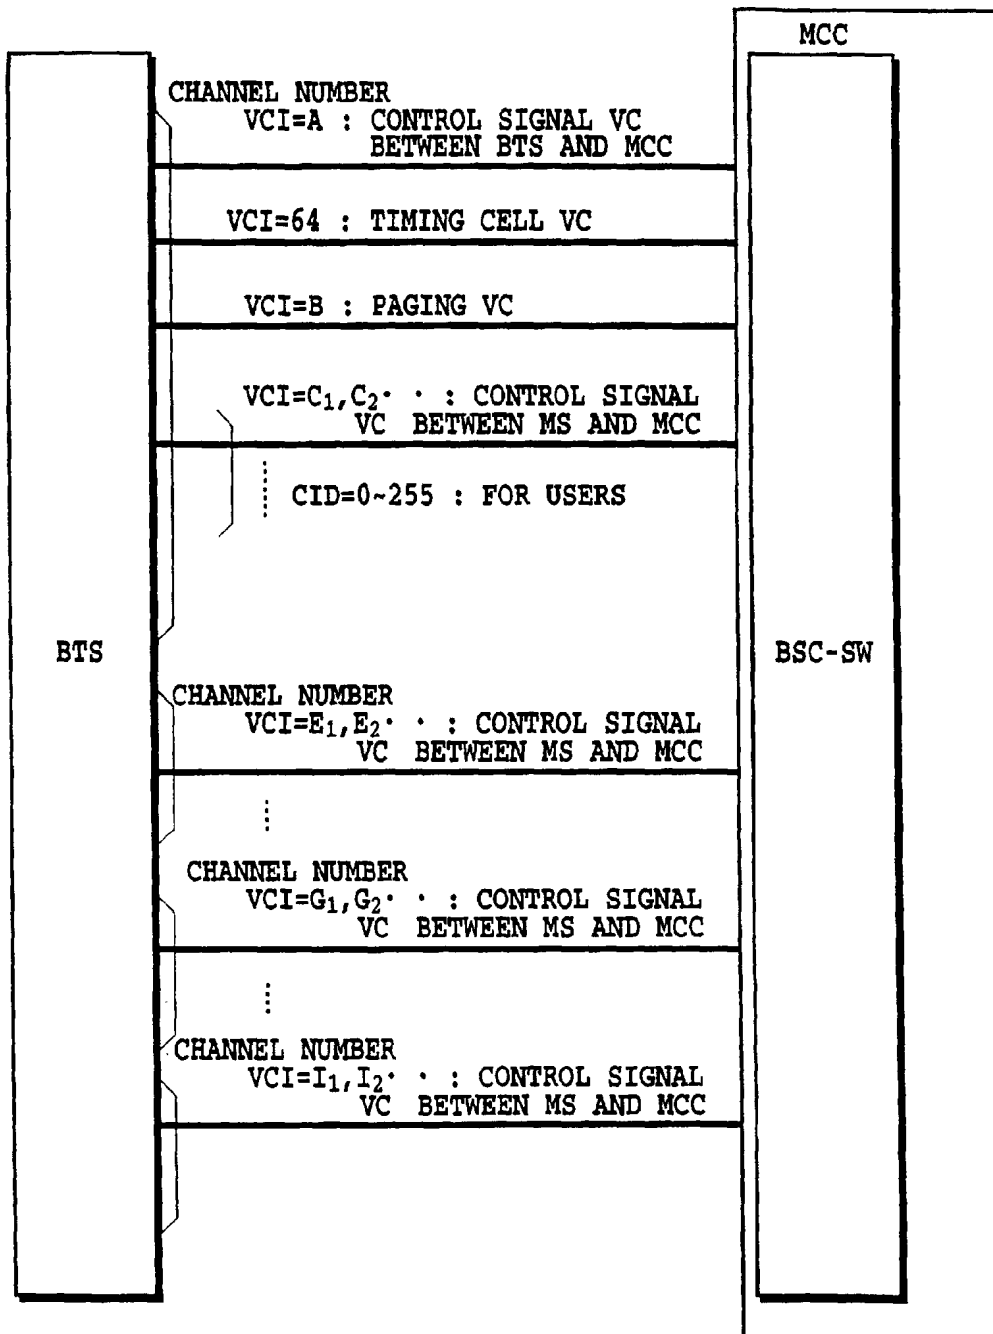 MCC
CHANNEL NUMBER
VCI=A : CONTROL SIGNAL VC
BETWEEN BTS AND MCC
VCI=64 : TIMING CELL VC
VCI=B : PAGING VC
VCI=C₁,C₂· · : CONTROL SIGNAL
VC BETWEEN MS AND MCC
CID=0~255 : FOR USERS
BTS
BSC-SW
CHANNEL NUMBER
VCI=E₁,E₂· · : CONTROL SIGNAL
VC BETWEEN MS AND MCC
CHANNEL NUMBER
VCI=G₁,G₂· · : CONTROL SIGNAL
VC BETWEEN MS AND MCC
CHANNEL NUMBER
VCI=I₁,I₂· · : CONTROL SIGNAL
VC BETWEEN MS AND MCC